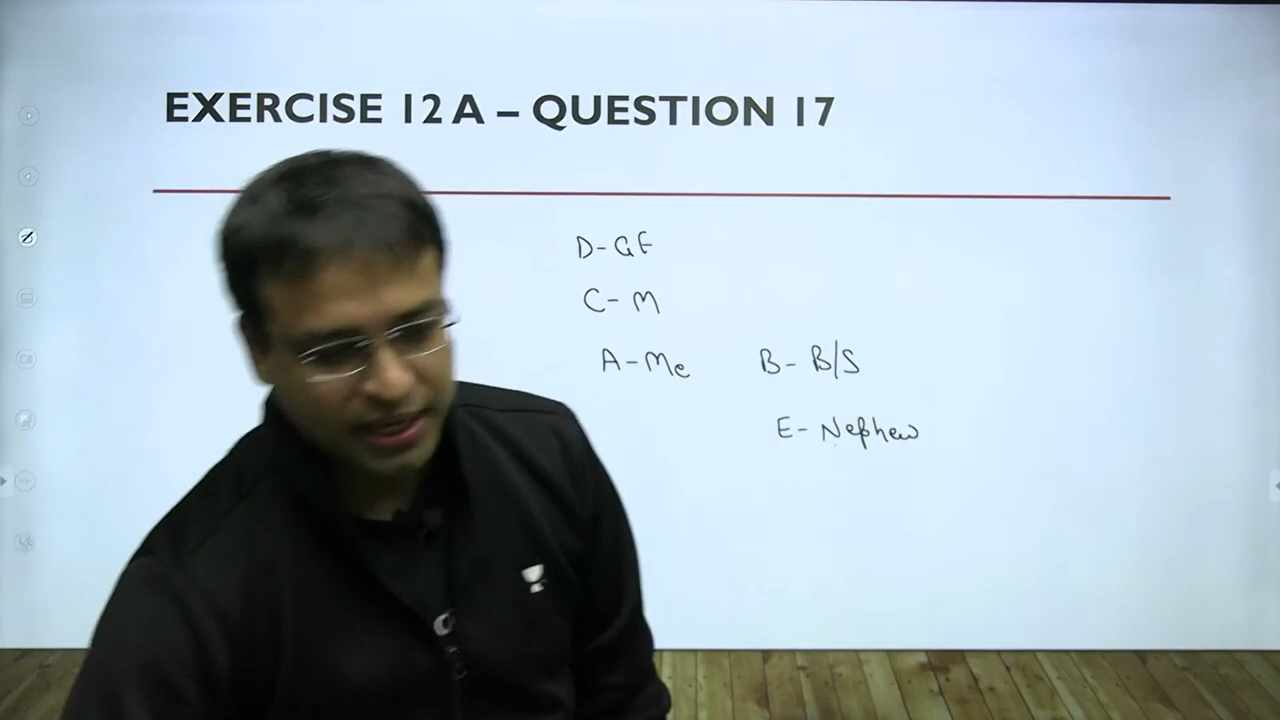 EXERCISE 12 A – QUESTION 17
D- GF
C- M
A- Me B- B/S
E- Nephew